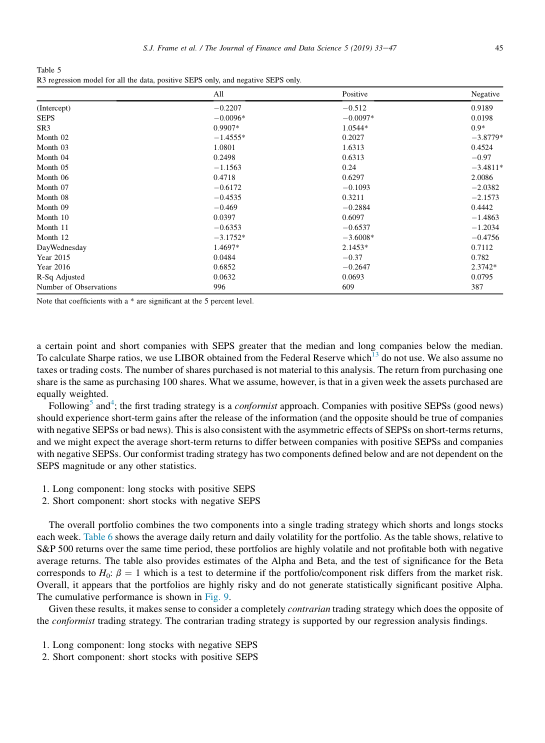 S.J. Frame et al. / The Journal of Finance and Data Science 5 (2019) 33–47 45
Table 5
R3 regression model for all the data, positive SEPS only, and negative SEPS only.
All Positive Negative
(Intercept) −0.2207 −0.512 0.9189
SEPS −0.0096* −0.0097* 0.0198
SR3 0.9907* 1.0544* 0.9*
Month 02 −1.4555* 0.2027 −3.8779*
Month 03 1.0801 1.6313 0.4524
Month 04 0.2498 0.6313 −0.97
Month 05 −1.1563 0.24 −3.4811*
Month 06 0.4718 0.6297 2.0086
Month 07 −0.6172 −0.1093 −2.0382
Month 08 −0.4535 0.3211 −2.1573
Month 09 −0.469 −0.2884 0.4442
Month 10 0.0397 0.6097 −1.4863
Month 11 −0.6353 −0.6537 −1.2034
Month 12 −3.1752* −3.6008* −0.4756
DayWednesday 1.4697* 2.1453* 0.7112
Year 2015 0.0484 −0.37 0.782
Year 2016 0.6852 −0.2647 2.3742*
R-Sq Adjusted 0.0632 0.0693 0.0795
Number of Observations 996 609 387
Note that coefficients with a * are significant at the 5 percent level.
a certain point and short companies with SEPS greater that the median and long companies below the median.
To calculate Sharpe ratios, we use LIBOR obtained from the Federal Reserve which13 do not use. We also assume no
taxes or trading costs. The number of shares purchased is not material to this analysis. The return from purchasing one
share is the same as purchasing 100 shares. What we assume, however, is that in a given week the assets purchased are
equally weighted.
Following5 and4; the first trading strategy is a conformist approach. Companies with positive SEPSs (good news)
should experience short-term gains after the release of the information (and the opposite should be true of companies
with negative SEPSs or bad news). This is also consistent with the asymmetric effects of SEPSs on short-terms returns,
and we might expect the average short-term returns to differ between companies with positive SEPSs and companies
with negative SEPSs. Our conformist trading strategy has two components defined below and are not dependent on the
SEPS magnitude or any other statistics.
1. Long component: long stocks with positive SEPS
2. Short component: short stocks with negative SEPS
The overall portfolio combines the two components into a single trading strategy which shorts and longs stocks
each week. Table 6 shows the average daily return and daily volatility for the portfolio. As the table shows, relative to
S&P 500 returns over the same time period, these portfolios are highly volatile and not profitable both with negative
average returns. The table also provides estimates of the Alpha and Beta, and the test of significance for the Beta
corresponds to H0: β = 1 which is a test to determine if the portfolio/component risk differs from the market risk.
Overall, it appears that the portfolios are highly risky and do not generate statistically significant positive Alpha.
The cumulative performance is shown in Fig. 9.
Given these results, it makes sense to consider a completely contrarian trading strategy which does the opposite of
the conformist trading strategy. The contrarian trading strategy is supported by our regression analysis findings.
1. Long component: long stocks with negative SEPS
2. Short component: short stocks with positive SEPS